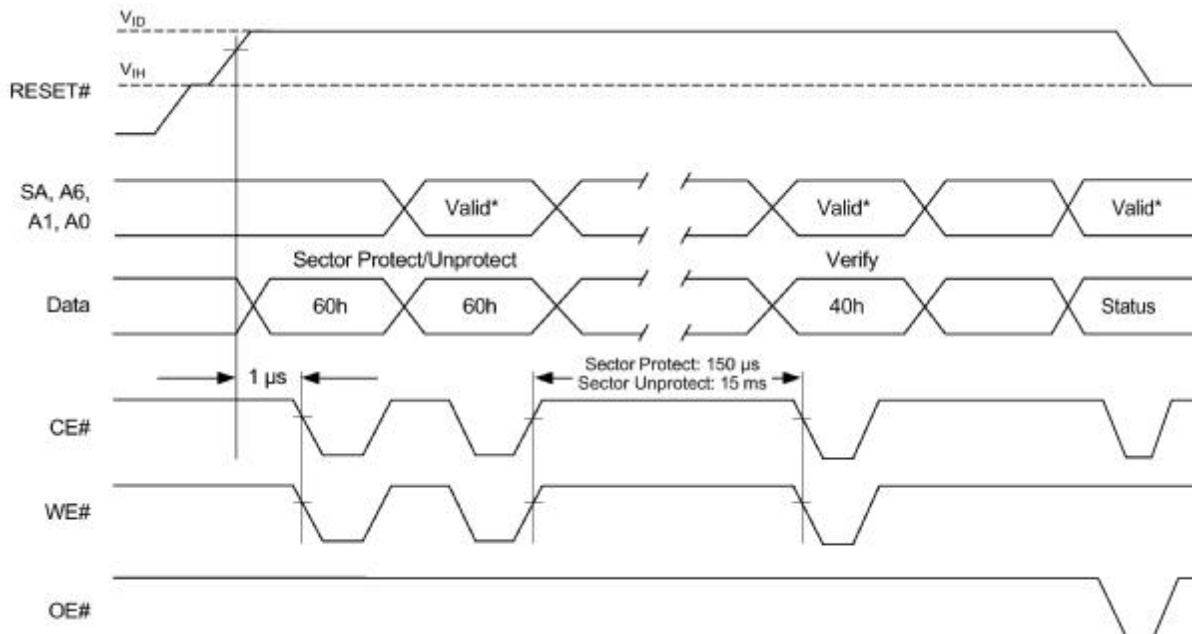 VID
VIH
RESET#
SA, A6,
A1, A0
Valid*
Valid*
Valid*
Sector Protect/Unprotect
Verify
Data
60h
60h
40h
Status
1 µs
Sector Protect: 150 µs
Sector Unprotect: 15 ms
CE#
WE#
OE#